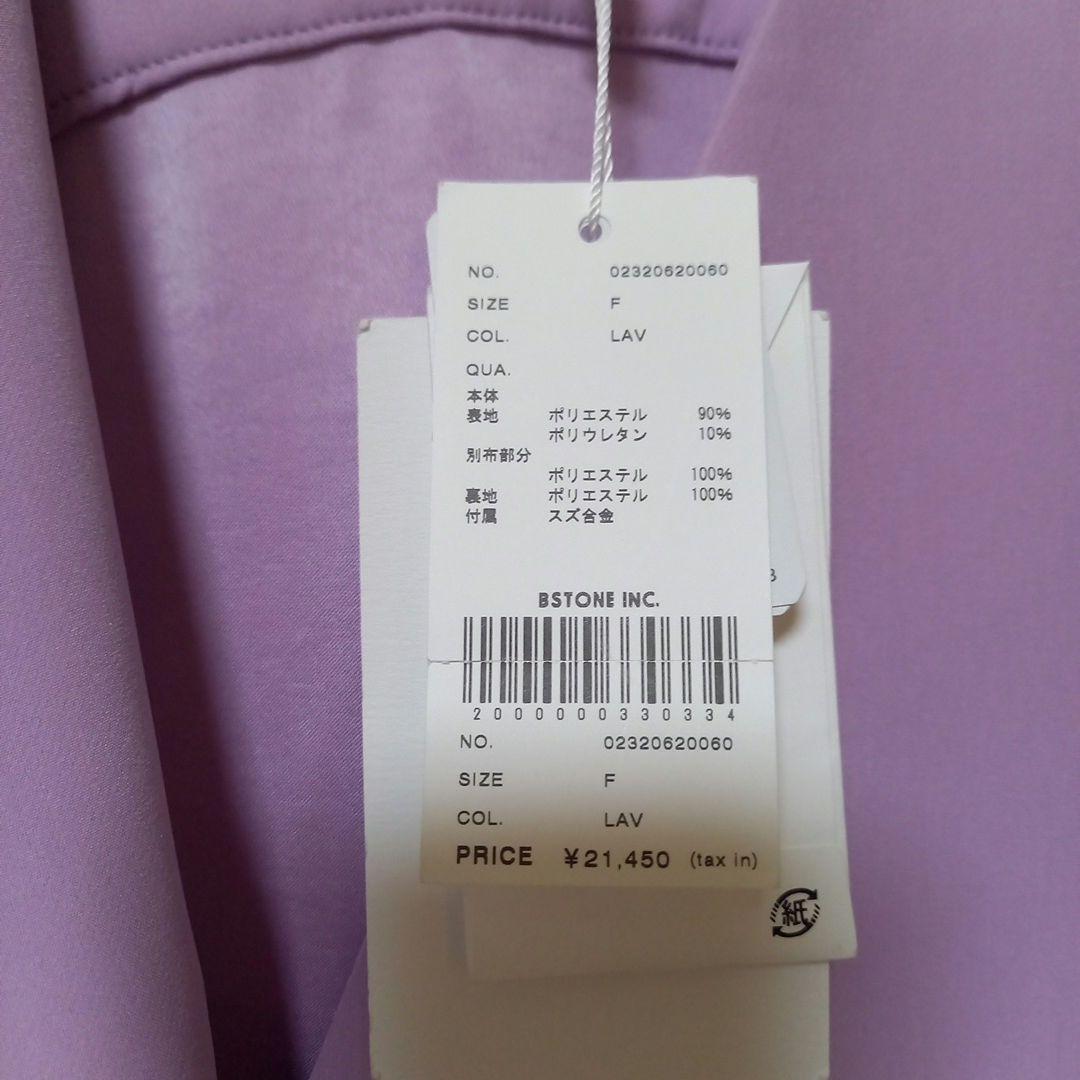 NO. 02320620060
SIZE F
COL. LAV
QUA.
本体
表地 ポリエステル 90%
ポリウレタン 10%
別布部分
ポリエステル 100%
裏地 ポリエステル 100%
付属 スズ合金
BSTONE INC.
2000000330334
NO. 02320620060
SIZE F
COL. LAV
PRICE ¥21,450 (tax in)
紙